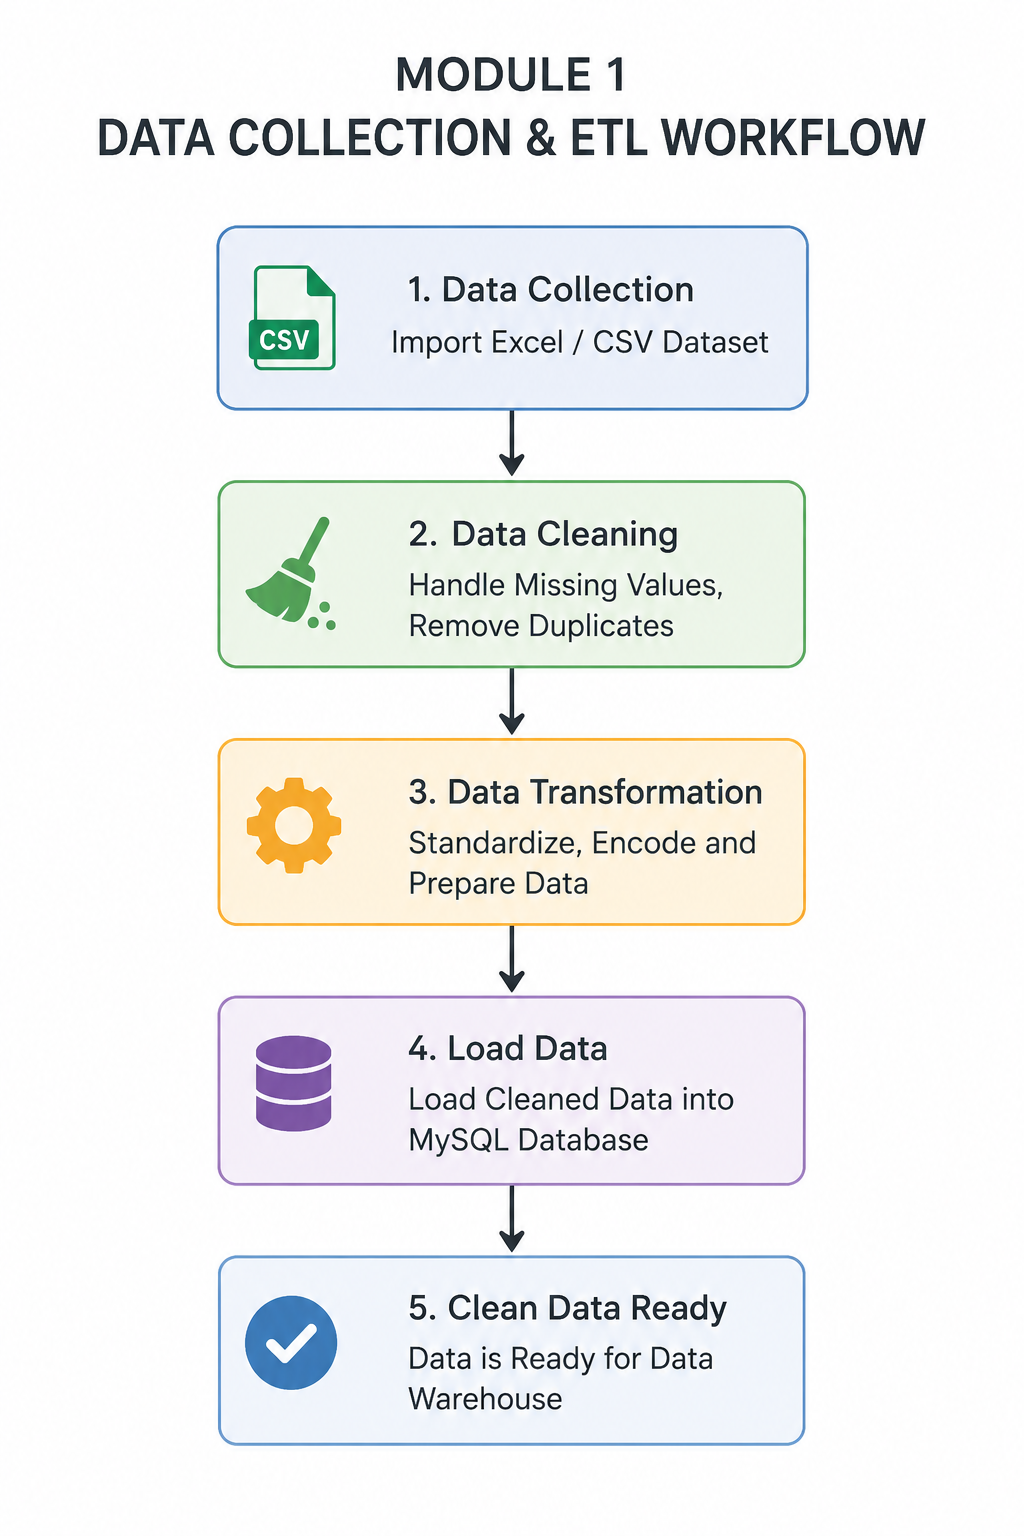 MODULE 1
DATA COLLECTION & ETL WORKFLOW
CSV
1. Data Collection
Import Excel / CSV Dataset
2. Data Cleaning
Handle Missing Values,
Remove Duplicates
3. Data Transformation
Standardize, Encode and
Prepare Data
4. Load Data
Load Cleaned Data into
MySQL Database
5. Clean Data Ready
Data is Ready for Data
Warehouse